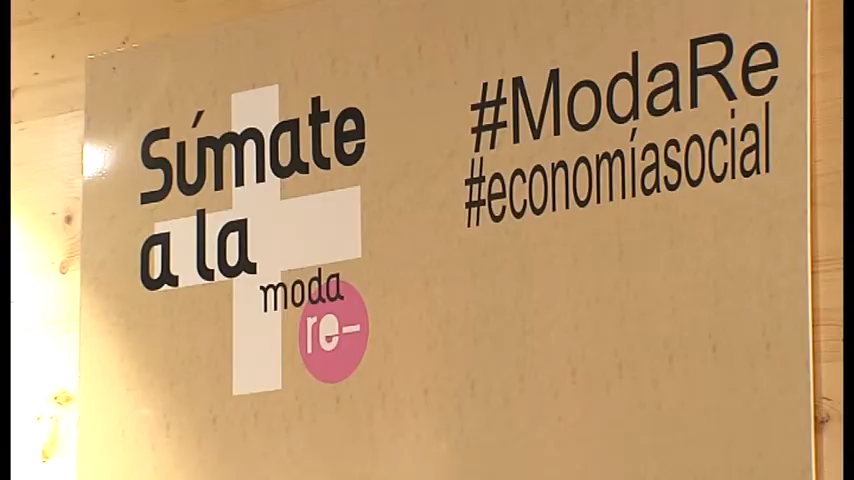 Súmate
a la
moda
re-
#ModaRe
#economíasocial